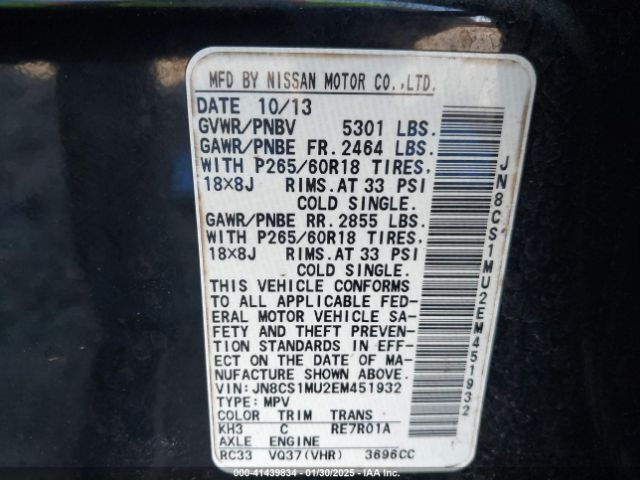 MFD BY NISSAN MOTOR CO.,LTD.
DATE 10/13
GVWR/PNBV 5301 LBS.
GAWR/PNBE FR. 2464 LBS.
WITH P265/60R18 TIRES,
18×8J RIMS.AT 33 PSI
COLD SINGLE.
GAWR/PNBE RR. 2855 LBS.
WITH P265/60R18 TIRES,
18×8J RIMS.AT 33 PSI
COLD SINGLE.
THIS VEHICLE CONFORMS
TO ALL APPLICABLE FED-
ERAL MOTOR VEHICLE SA-
FETY AND THEFT PREVEN-
TION STANDARDS IN EFF-
ECT ON THE DATE OF MA-
NUFACTURE SHOWN ABOVE.
VIN: JN8CS1MU2EM451932
TYPE: MPV
COLOR TRIM TRANS
KH3 C RE7R01A
AXLE ENGINE
RC33 VQ37(VHR) 3696CC
JN8CS1MU2EM451932
000-41439834 - 01/30/2025 - IAAI.COM